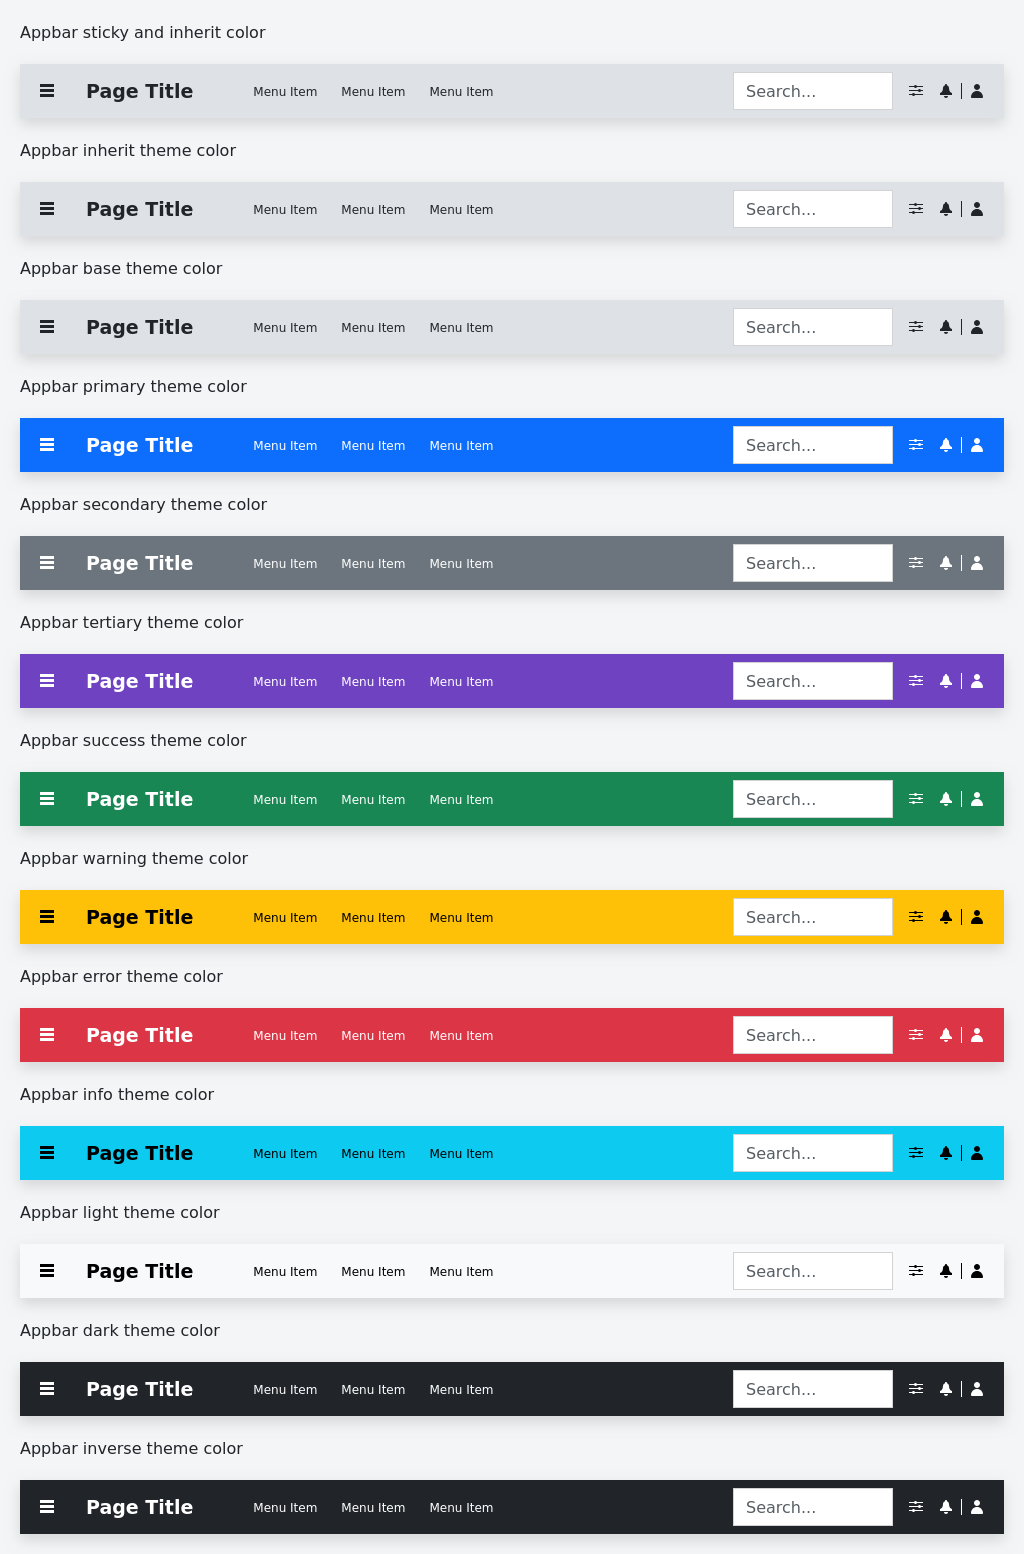 Appbar sticky and inherit color
Page Title Menu Item Menu Item Menu Item Search...
Appbar inherit theme color
Page Title Menu Item Menu Item Menu Item Search...
Appbar base theme color
Page Title Menu Item Menu Item Menu Item Search...
Appbar primary theme color
Page Title Menu Item Menu Item Menu Item Search...
Appbar secondary theme color
Page Title Menu Item Menu Item Menu Item Search...
Appbar tertiary theme color
Page Title Menu Item Menu Item Menu Item Search...
Appbar success theme color
Page Title Menu Item Menu Item Menu Item Search...
Appbar warning theme color
Page Title Menu Item Menu Item Menu Item Search...
Appbar error theme color
Page Title Menu Item Menu Item Menu Item Search...
Appbar info theme color
Page Title Menu Item Menu Item Menu Item Search...
Appbar light theme color
Page Title Menu Item Menu Item Menu Item Search...
Appbar dark theme color
Page Title Menu Item Menu Item Menu Item Search...
Appbar inverse theme color
Page Title Menu Item Menu Item Menu Item Search...